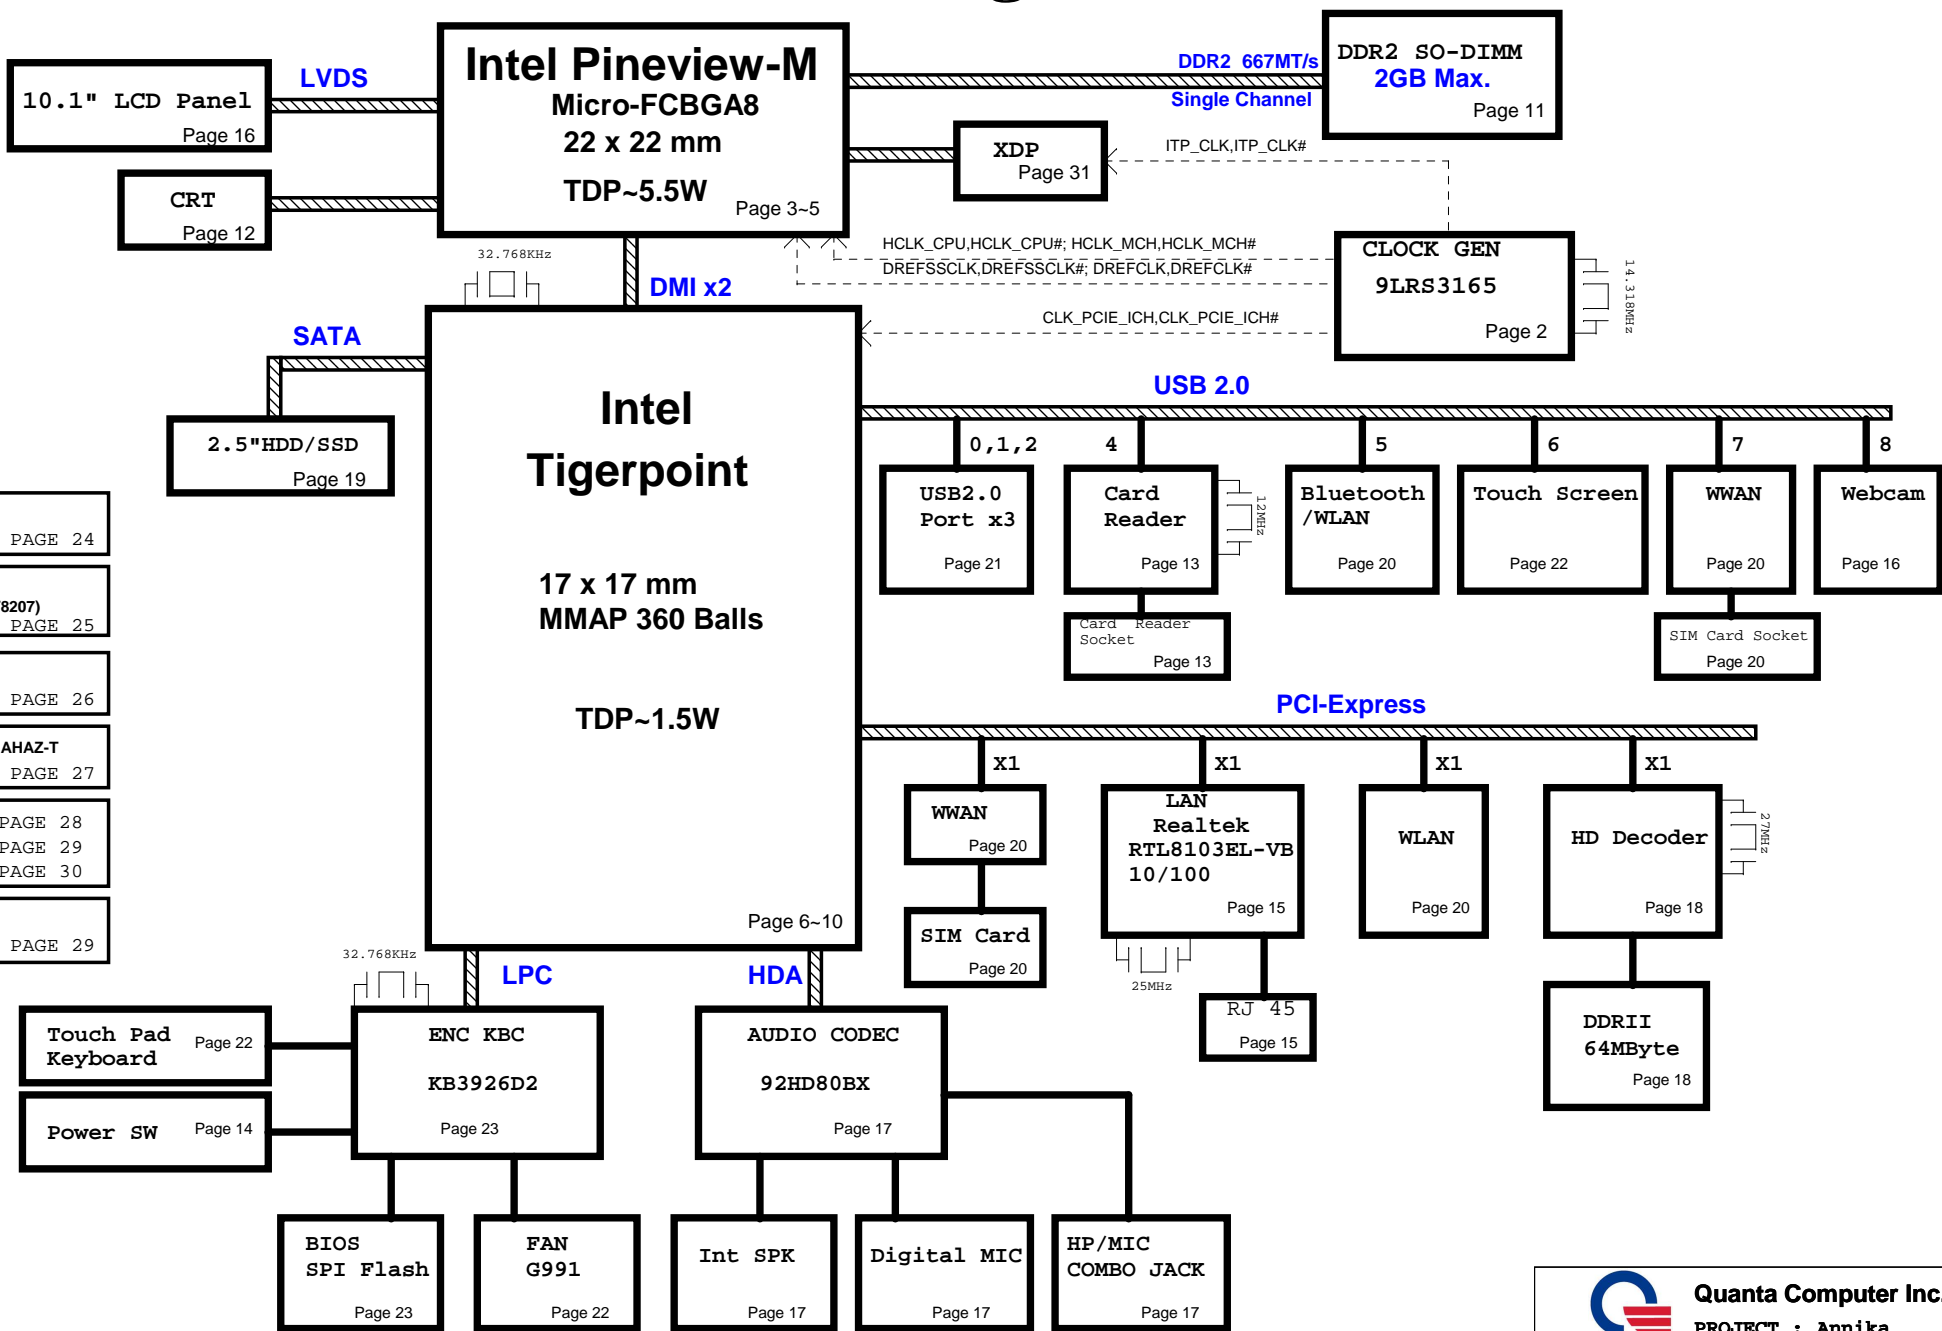 Intel Pineview-M
Micro-FCBGA8
22 x 22 mm
TDP~5.5W
Page 3~5
10.1" LCD Panel
Page 16
LVDS
CRT
Page 12
DDR2 667MT/s
Single Channel
DDR2 SO-DIMM
2GB Max.
Page 11
XDP
Page 31
ITP_CLK,ITP_CLK#
HCLK_CPU,HCLK_CPU#; HCLK_MCH,HCLK_MCH#
DREFSSCLK,DREFSSCLK#; DREFCLK,DREFCLK#
CLK_PCIE_ICH,CLK_PCIE_ICH#
CLOCK GEN
9LRS3165
Page 2
14.318MHz
32.768KHz
DMI x2
SATA
2.5"HDD/SSD
Page 19
Intel
Tigerpoint
17 x 17 mm
MMAP 360 Balls
TDP~1.5W
Page 6~10
USB 2.0
0,1,2
4
5
6
7
8
USB2.0
Port x3
Page 21
Card
Reader
Page 13
12MHz
Bluetooth
/WLAN
Page 20
Touch Screen
Page 22
WWAN
Page 20
Webcam
Page 16
Card Reader
Socket
Page 13
SIM Card Socket
Page 20
PAGE 24
8207)
PAGE 25
PAGE 26
AHAZ-T
PAGE 27
PAGE 28
PAGE 29
PAGE 30
PAGE 29
PCI-Express
X1
X1
X1
X1
WWAN
Page 20
LAN
Realtek
RTL8103EL-VB
10/100
Page 15
WLAN
Page 20
HD Decoder
Page 18
27MHz
SIM Card
Page 20
25MHz
RJ 45
Page 15
DDRII
64MByte
Page 18
32.768KHz
LPC
HDA
Touch Pad
Keyboard
Page 22
Power SW
Page 14
ENC KBC
KB3926D2
Page 23
AUDIO CODEC
92HD80BX
Page 17
BIOS
SPI Flash
Page 23
FAN
G991
Page 22
Int SPK
Page 17
Digital MIC
Page 17
HP/MIC
COMBO JACK
Page 17
Quanta Computer Inc.
PROJECT : Annika